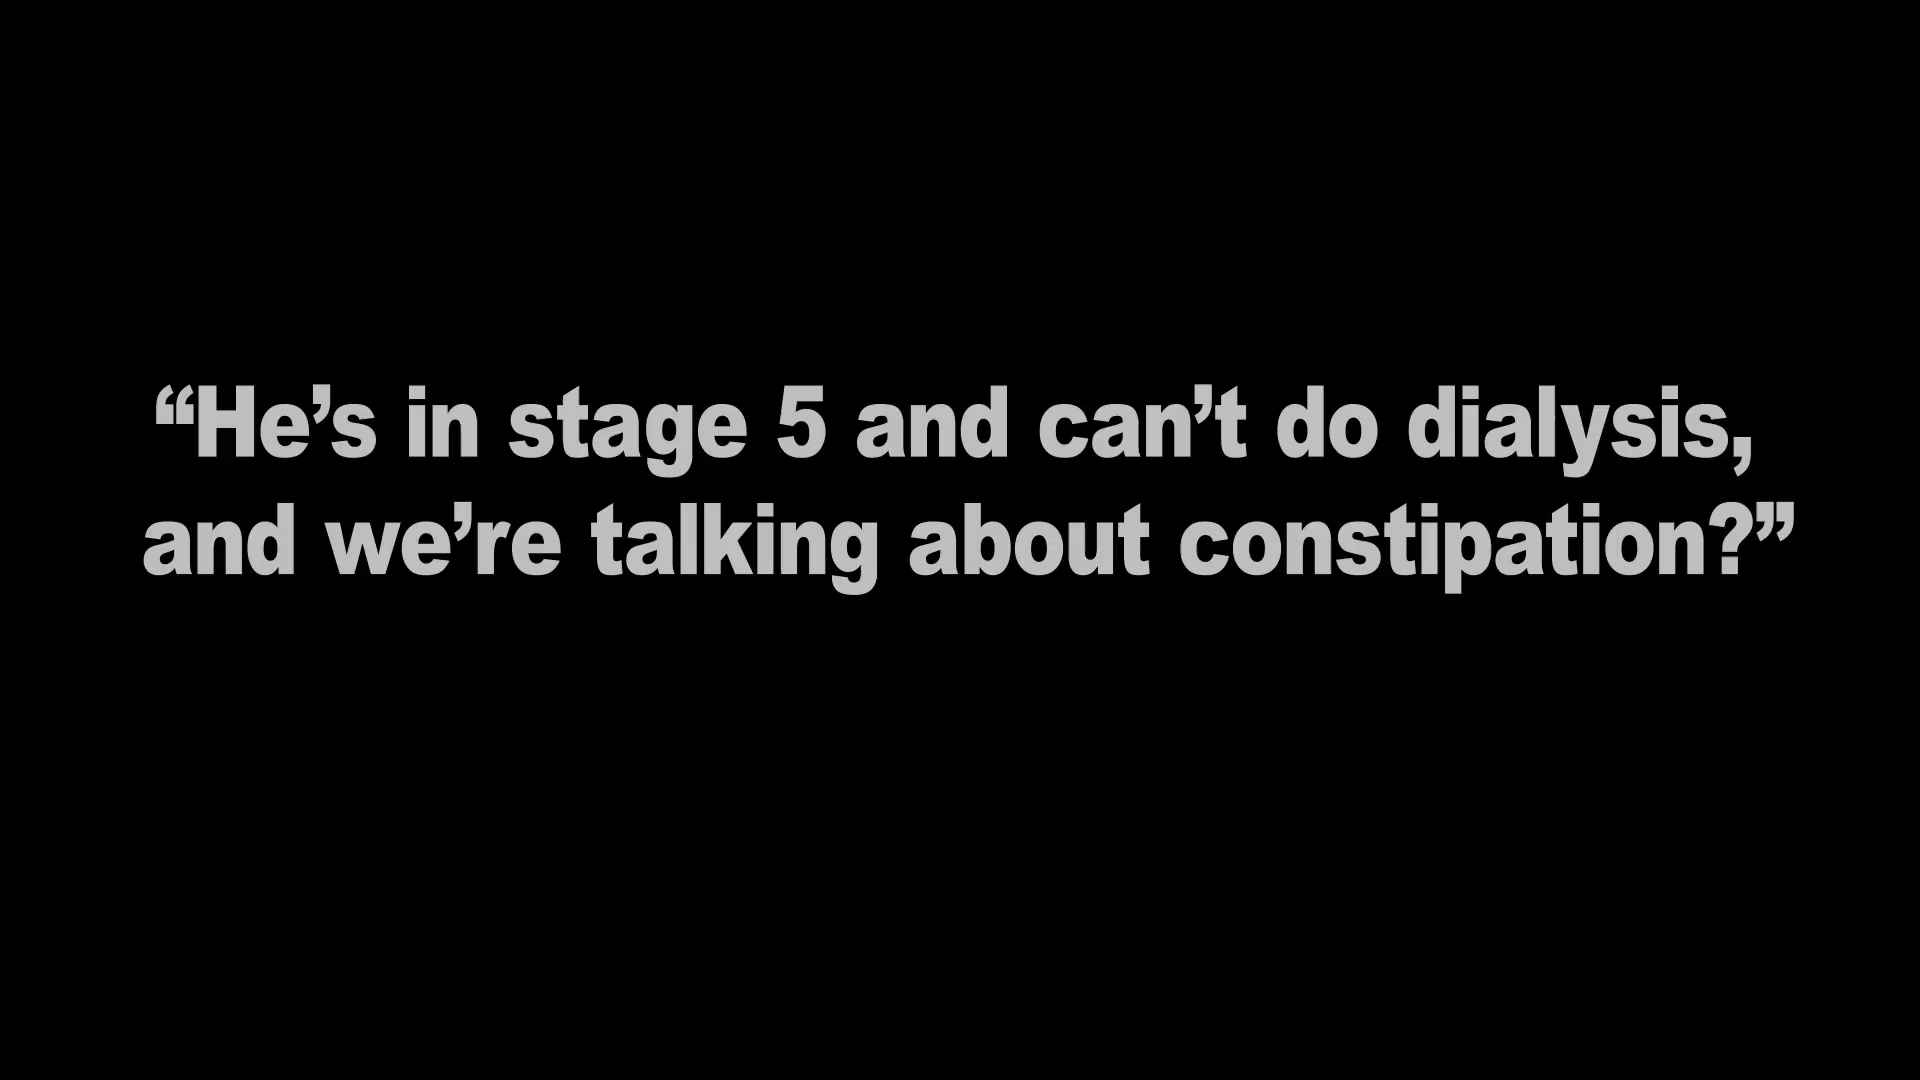 “He’s in stage 5 and can’t do dialysis,
and we’re talking about constipation?”